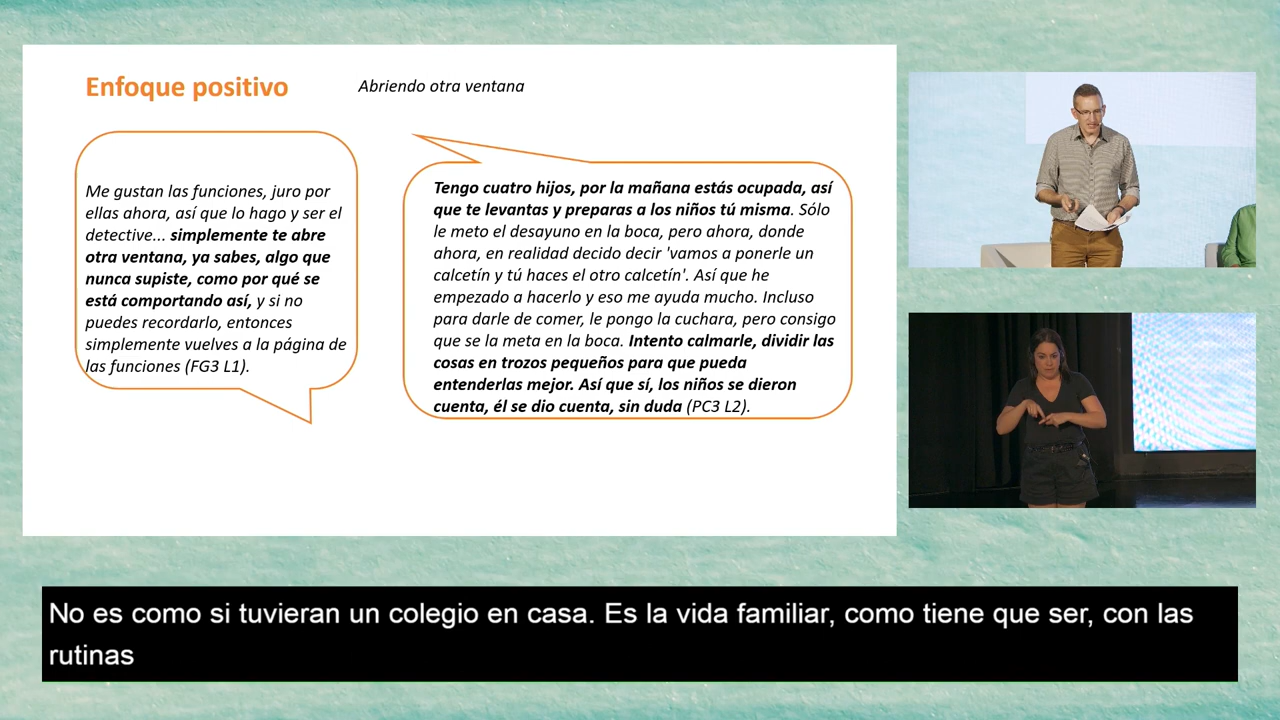 Enfoque positivo
Abriendo otra ventana
Me gustan las funciones, juro por
ellas ahora, así que lo hago y ser el
detective... simplemente te abre
otra ventana, ya sabes, algo que
nunca supiste, como por qué se
está comportando así, y si no
puedes recordarlo, entonces
simplemente vuelves a la página de
las funciones (FG3 L1).
Tengo cuatro hijos, por la mañana estás ocupada, así
que te levantas y preparas a los niños tú misma. Sólo
le meto el desayuno en la boca, pero ahora, donde
ahora, en realidad decido decir 'vamos a ponerle un
calcetín y tú haces el otro calcetín'. Así que he
empezado a hacerlo y eso me ayuda mucho. Incluso
para darle de comer, le pongo la cuchara, pero consigo
que se la meta en la boca. Intento calmarle, dividir las
cosas en trozos pequeños para que pueda
entenderlas mejor. Así que sí, los niños se dieron
cuenta, él se dio cuenta, sin duda (PC3 L2).
No es como si tuvieran un colegio en casa. Es la vida familiar, como tiene que ser, con las
rutinas